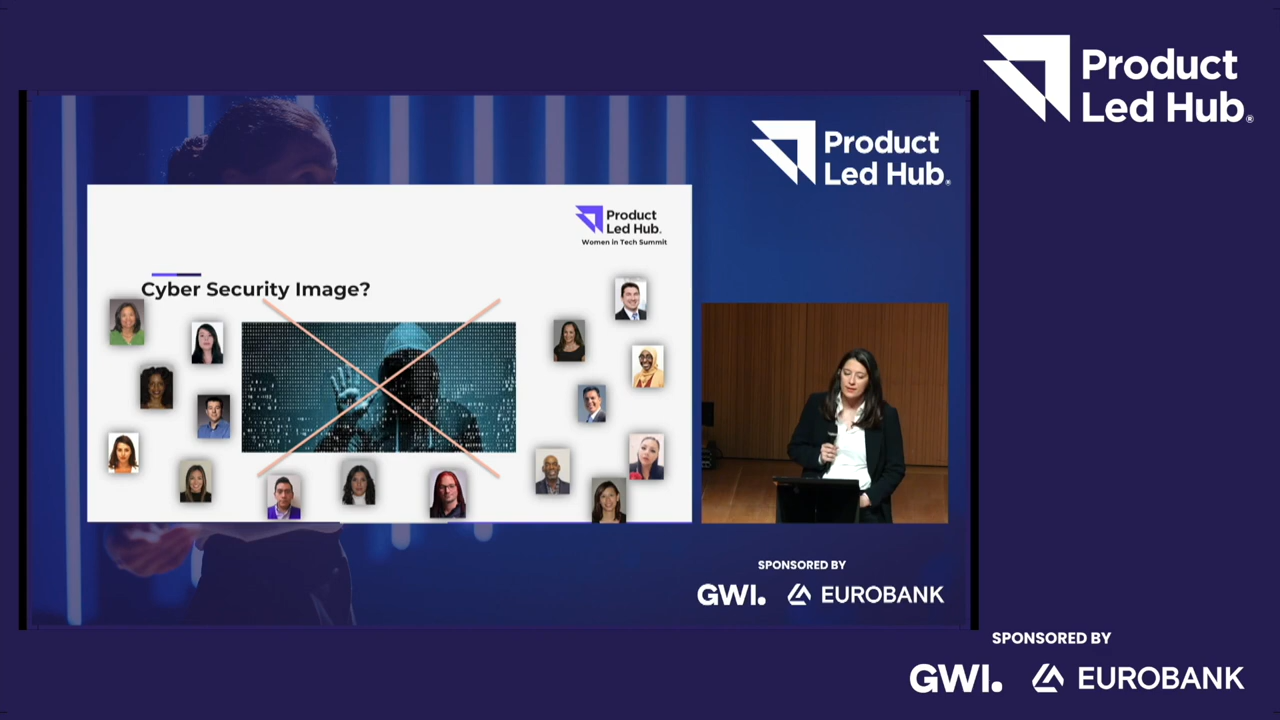 Product
Led Hub.®
Product
Led Hub.®
Product
Led Hub.
Women in Tech Summit
Cyber Security Image?
SPONSORED BY
GWI.
EUROBANK
SPONSORED BY
GWI.
EUROBANK